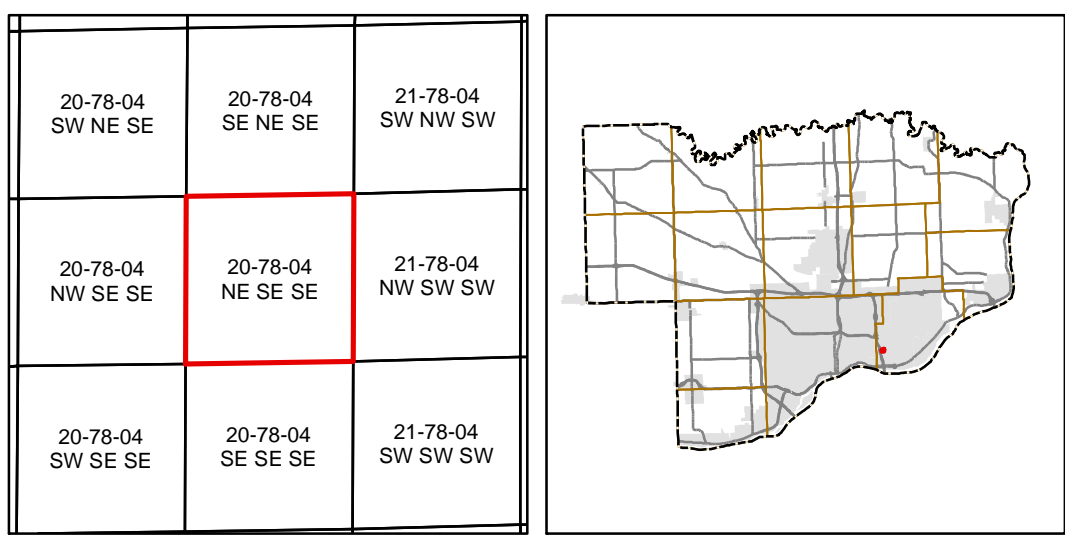 20-78-04
SW NE SE
20-78-04
SE NE SE
21-78-04
SW NW SW
20-78-04
NW SE SE
20-78-04
NE SE SE
21-78-04
NW SW SW
20-78-04
SW SE SE
20-78-04
SE SE SE
21-78-04
SW SW SW